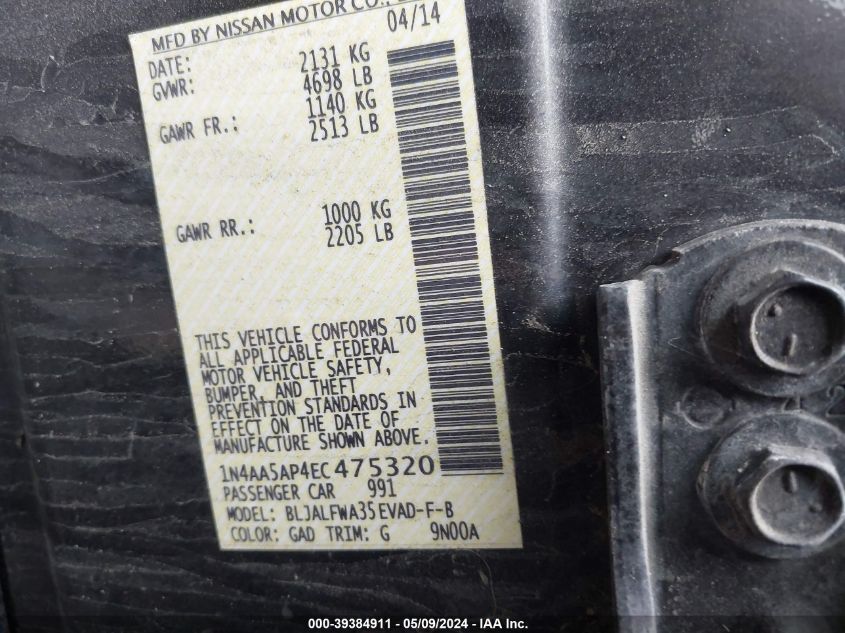 MFD BY NISSAN MOTOR CO.,
DATE: 04/14
GVWR: 2131 KG
4698 LB
GAWR FR.: 1140 KG
2513 LB
GAWR RR.: 1000 KG
2205 LB
THIS VEHICLE CONFORMS TO
ALL APPLICABLE FEDERAL
MOTOR VEHICLE SAFETY,
BUMPER, AND THEFT
PREVENTION STANDARDS IN
EFFECT ON THE DATE OF
MANUFACTURE SHOWN ABOVE.
1N4AA5AP4EC475320
PASSENGER CAR 991
MODEL: BLJALFWA35EVAD-F-B
COLOR: GAD TRIM: G 9N00A
000-39384911 - 05/09/2024 - IAA Inc.